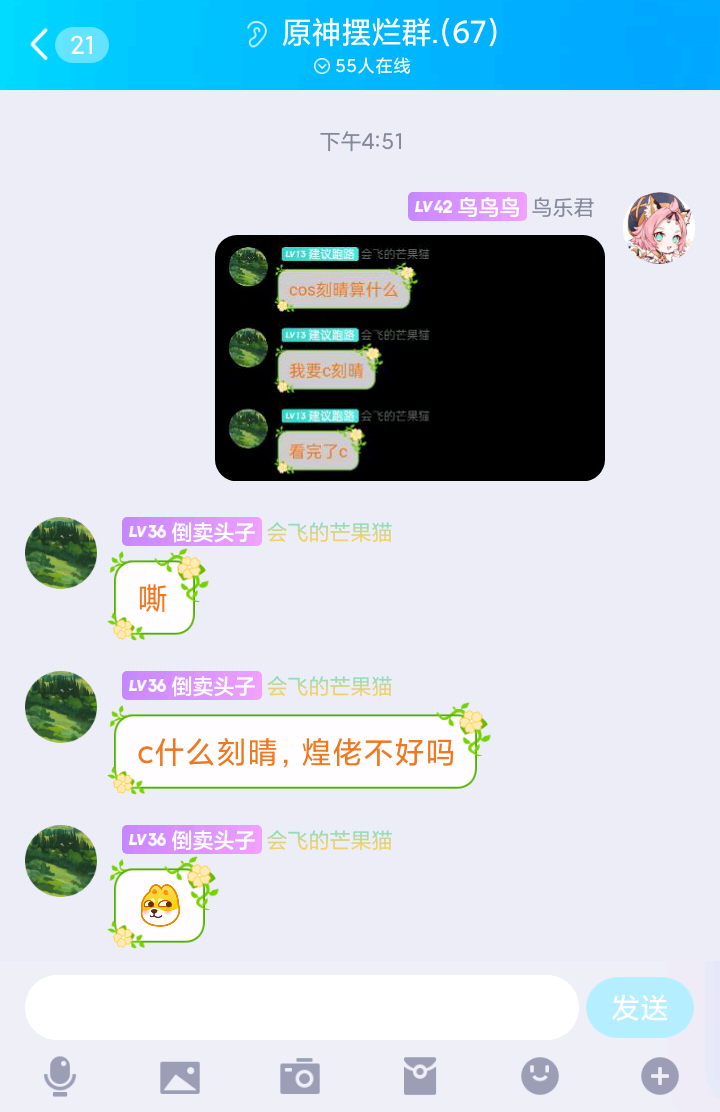 21
原神摆烂群.(67)
55人在线
下午4:51
LV42 鸟鸟鸟 鸟乐君
LV13 建议跑路 会飞的芒果猫
cos刻晴算什么
LV13 建议跑路 会飞的芒果猫
我要c刻晴
LV13 建议跑路 会飞的芒果猫
看完了c
LV36 倒卖头子 会飞的芒果猫
嘶
LV36 倒卖头子 会飞的芒果猫
c什么刻晴，煌佬不好吗
LV36 倒卖头子 会飞的芒果猫
发送